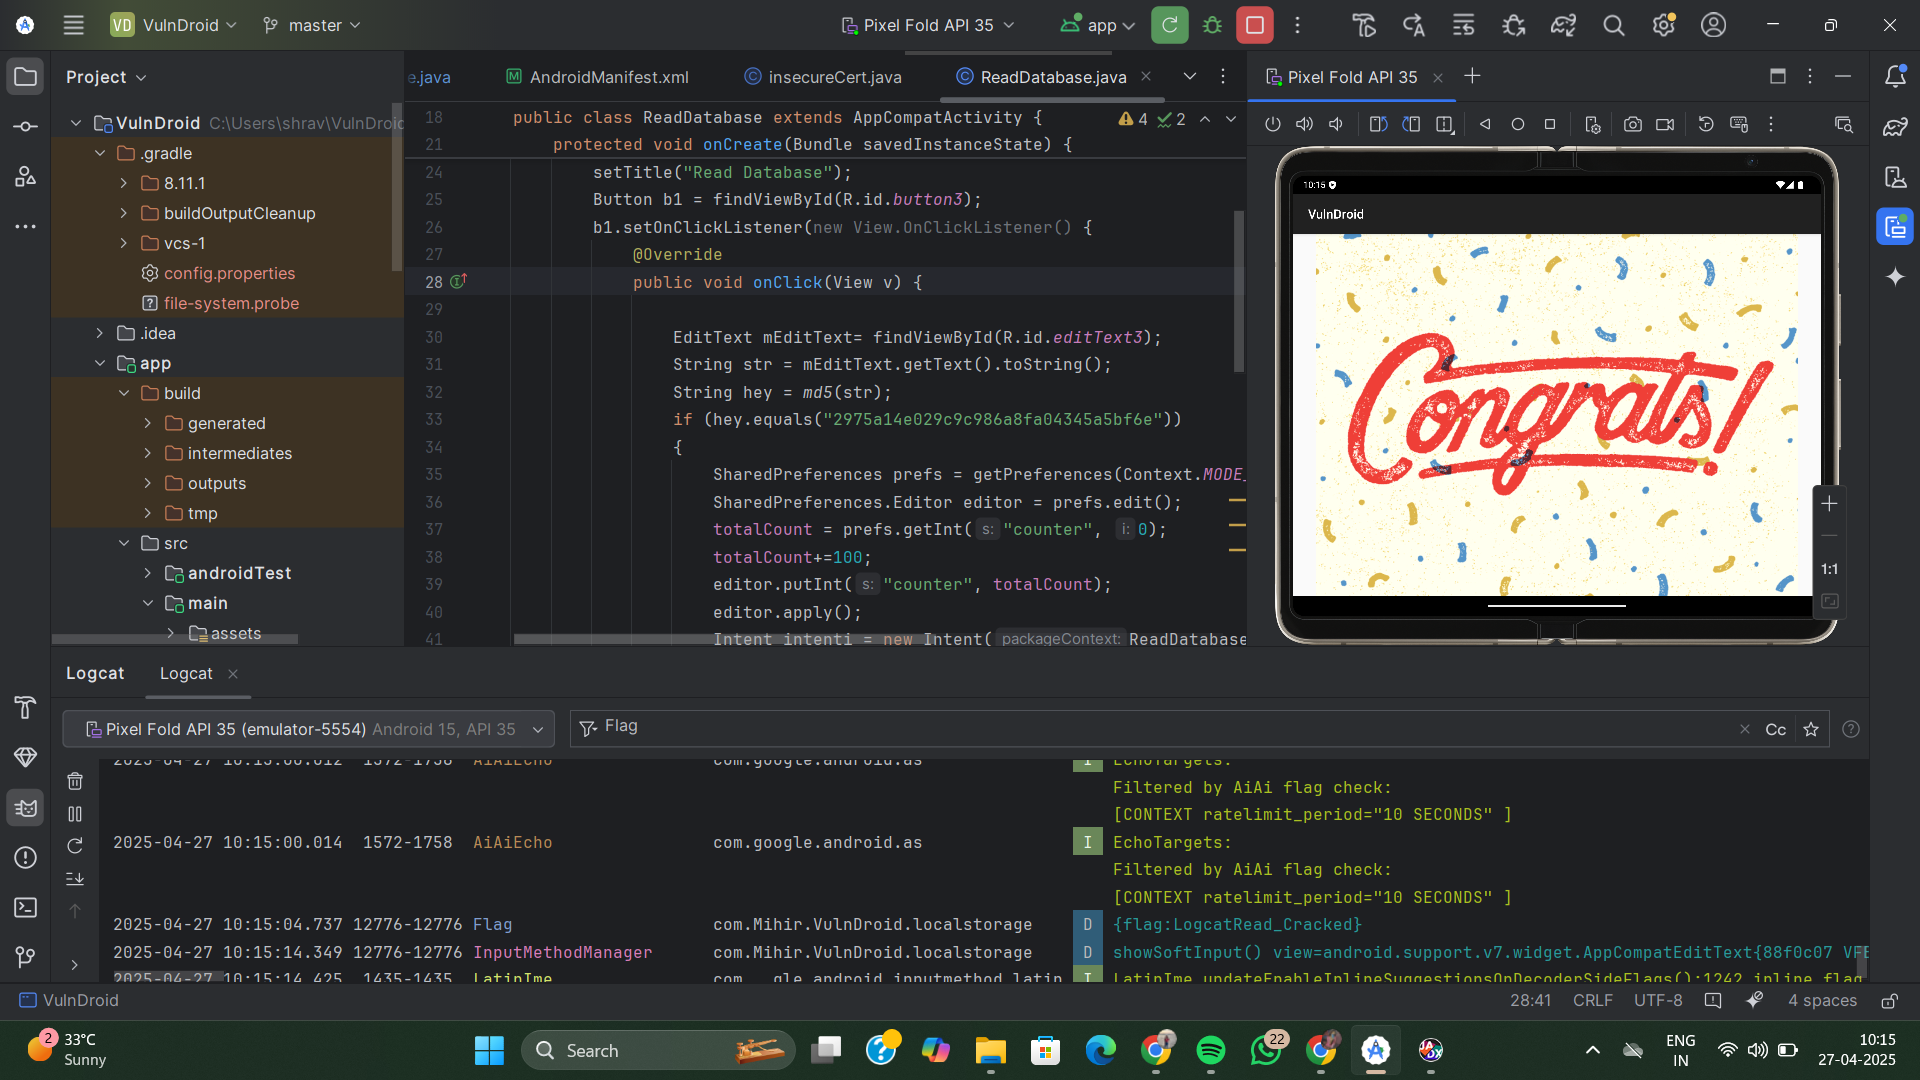 VD VulnDroid master Pixel Fold API 35 app
Project
e.java AndroidManifest.xml insecureCert.java ReadDatabase.java
Pixel Fold API 35
VulnDroid C:\Users\shrav\VulnDroid
.gradle
8.11.1
buildOutputCleanup
vcs-1
config.properties
file-system.probe
.idea
app
build
generated
intermediates
outputs
tmp
src
androidTest
main
assets
18 public class ReadDatabase extends AppCompatActivity { 4 2
21 protected void onCreate(Bundle savedInstanceState) {
24 setTitle("Read Database");
25 Button b1 = findViewById(R.id.button3);
26 b1.setOnClickListener(new View.OnClickListener() {
27 @Override
28 public void onClick(View v) {
29
30 EditText mEditText= findViewById(R.id.editText3);
31 String str = mEditText.getText().toString();
32 String hey = md5(str);
33 if (hey.equals("2975a14e029c9c986a8fa04345a5bf6e"))
34 {
35 SharedPreferences prefs = getPreferences(Context.MODE_
36 SharedPreferences.Editor editor = prefs.edit();
37 totalCount = prefs.getInt( s: "counter", i: 0);
38 totalCount+=100;
39 editor.putInt( s: "counter", totalCount);
40 editor.apply();
41 Intent intenti = new Intent( packageContext: ReadDatabase
10:15
VulnDroid
Congrats!
1:1
Logcat Logcat
Pixel Fold API 35 (emulator-5554) Android 15, API 35 Flag Cc
2025-04-27 10:15:00.012 1572-1758 AiAiEcho com.google.android.as I EchoTargets:
Filtered by AiAi flag check:
[CONTEXT ratelimit_period="10 SECONDS" ]
2025-04-27 10:15:00.014 1572-1758 AiAiEcho com.google.android.as I EchoTargets:
Filtered by AiAi flag check:
[CONTEXT ratelimit_period="10 SECONDS" ]
2025-04-27 10:15:04.737 12776-12776 Flag com.Mihir.VulnDroid.localstorage D {flag:LogcatRead_Cracked}
2025-04-27 10:15:14.349 12776-12776 InputMethodManager com.Mihir.VulnDroid.localstorage D showSoftInput() view=android.support.v7.widget.AppCompatEditText{88f0c07 VFE
2025-04-27 10:15:14.425 1435-1435 LatinIme com....gle.android.inputmethod.latin I LatinIme.updateEnableInlineSuggestionsOnDecoderSideFlags():1242 inline flag
VulnDroid 28:41 CRLF UTF-8 4 spaces
2 33°C
Sunny
Search
22
ENG
IN
10:15
27-04-2025